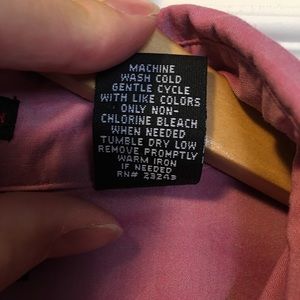 MACHINE
WASH COLD
GENTLE CYCLE
WITH LIKE COLORS
ONLY NON-
CHLORINE BLEACH
WHEN NEEDED
TUMBLE DRY LOW
REMOVE PROMPTLY
WARM IRON
IF NEEDED
RN# 23243